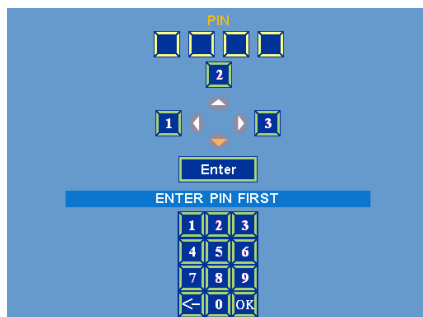 PIN
2
1 3
Enter
ENTER PIN FIRST
1 2 3
4 5 6
7 8 9
<- 0 OK